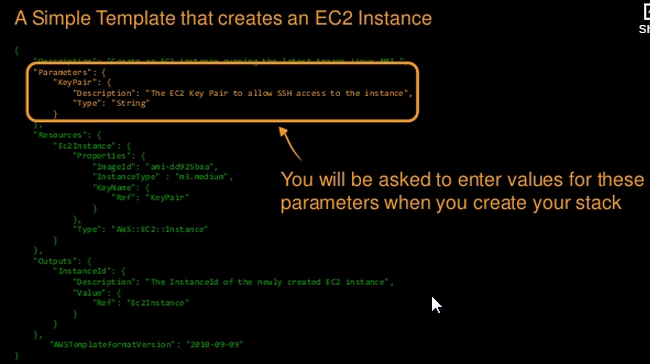 A Simple Template that creates an EC2 Instance
Sh
{
"Description": "Create an EC2 instance running the latest Amazon Linux AMI.",
"Parameters": {
"KeyPair": {
"Description": "The EC2 Key Pair to allow SSH access to the instance",
"Type": "String"
}
},
"Resources": {
"Ec2Instance": {
"Properties": {
"ImageId": "ami-dd925baa",
"InstanceType" : "m3.medium",
"KeyName": {
"Ref": "KeyPair"
}
},
"Type": "AWS::EC2::Instance"
}
},
You will be asked to enter values for these
parameters when you create your stack
"Outputs": {
"InstanceId": {
"Description": "The InstanceId of the newly created EC2 instance",
"Value": {
"Ref": "Ec2Instance"
}
}
},
"AWSTemplateFormatVersion": "2010-09-09"
}